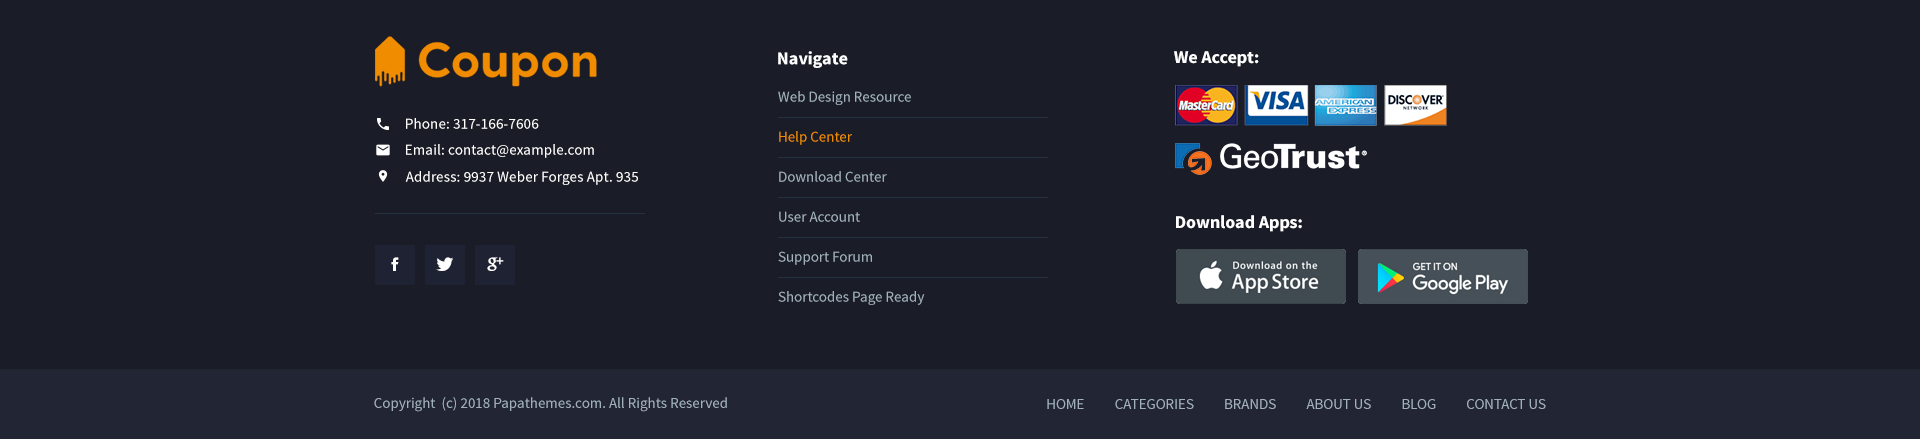 Coupon
Phone: 317-166-7606
Email: contact@example.com
Address: 9937 Weber Forges Apt. 935
f
g+
Navigate
Web Design Resource
Help Center
Download Center
User Account
Support Forum
Shortcodes Page Ready
We Accept:
MasterCard VISA AMERICAN EXPRESS DISCOVER NETWORK
GeoTrust®
Download Apps:
Download on the
App Store
GET IT ON
Google Play
Copyright (c) 2018 Papathemes.com. All Rights Reserved
HOME CATEGORIES BRANDS ABOUT US BLOG CONTACT US